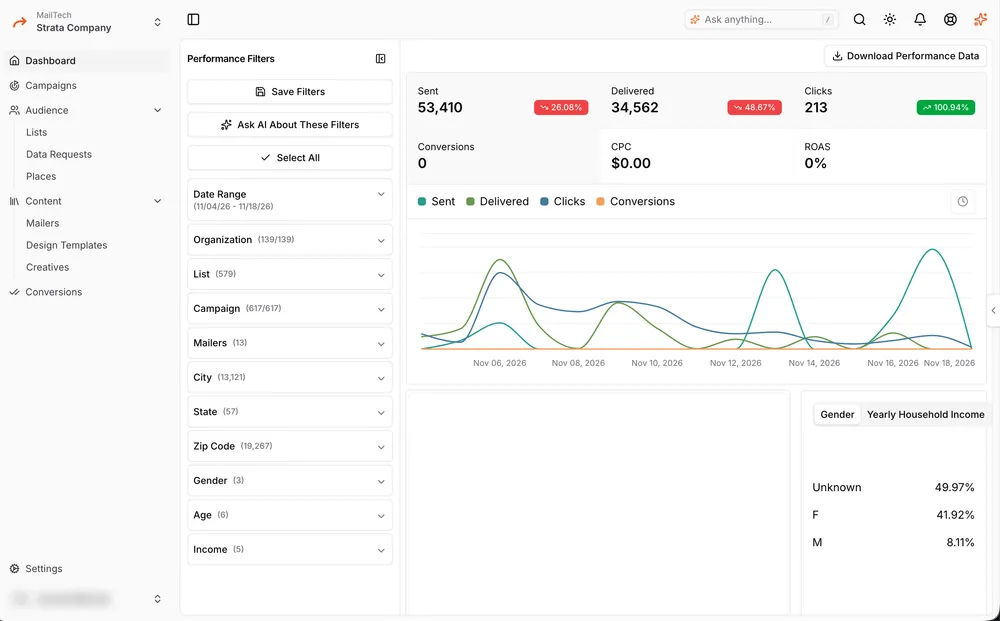 MailTech
Strata Company
Ask anything...
/
Dashboard
Campaigns
Audience
Lists
Data Requests
Places
Content
Mailers
Design Templates
Creatives
Conversions
Settings
Performance Filters
Save Filters
Ask AI About These Filters
Select All
Date Range
(11/04/26 - 11/18/26)
Organization (139/139)
List (579)
Campaign (617/617)
Mailers (13)
City (13,121)
State (57)
Zip Code (19,267)
Gender (3)
Age (6)
Income (5)
Download Performance Data
Sent
53,410
26.08%
Delivered
34,562
48.67%
Clicks
213
100.94%
Conversions
0
CPC
$0.00
ROAS
0%
Sent Delivered Clicks Conversions
Nov 06, 2026 Nov 08, 2026 Nov 10, 2026 Nov 12, 2026 Nov 14, 2026 Nov 16, 2026 Nov 18, 2026
Gender Yearly Household Income
Unknown 49.97%
F 41.92%
M 8.11%